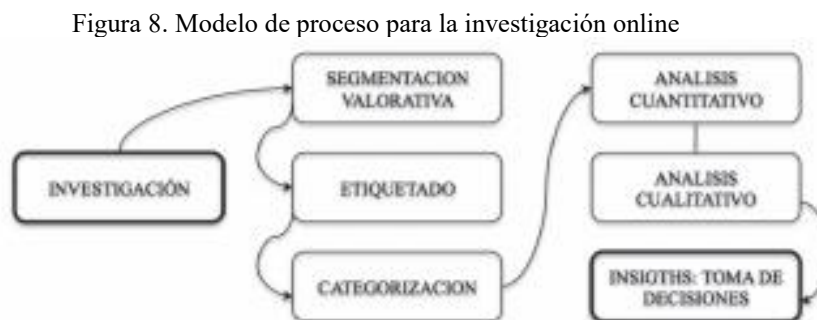 Figura 8. Modelo de proceso para la investigación online
SEGMENTACION
VALORATIVA
ANALISIS
CUANTITATIVO
INVESTIGACIÓN
ETIQUETADO
ANALISIS
CUALITATIVO
CATEGORIZACION
INSIGTHS: TOMA DE
DECISIONES